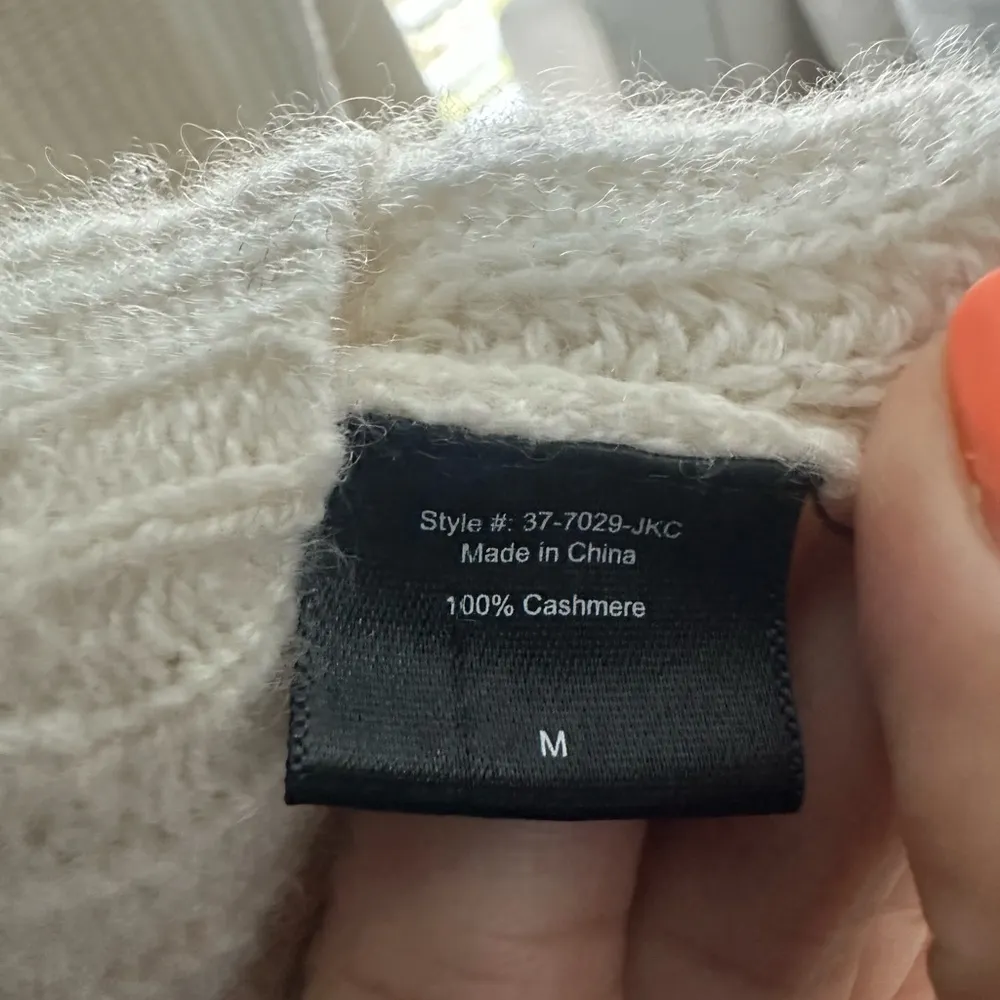 Style #: 37-7029-JKC
Made in China
100% Cashmere
M